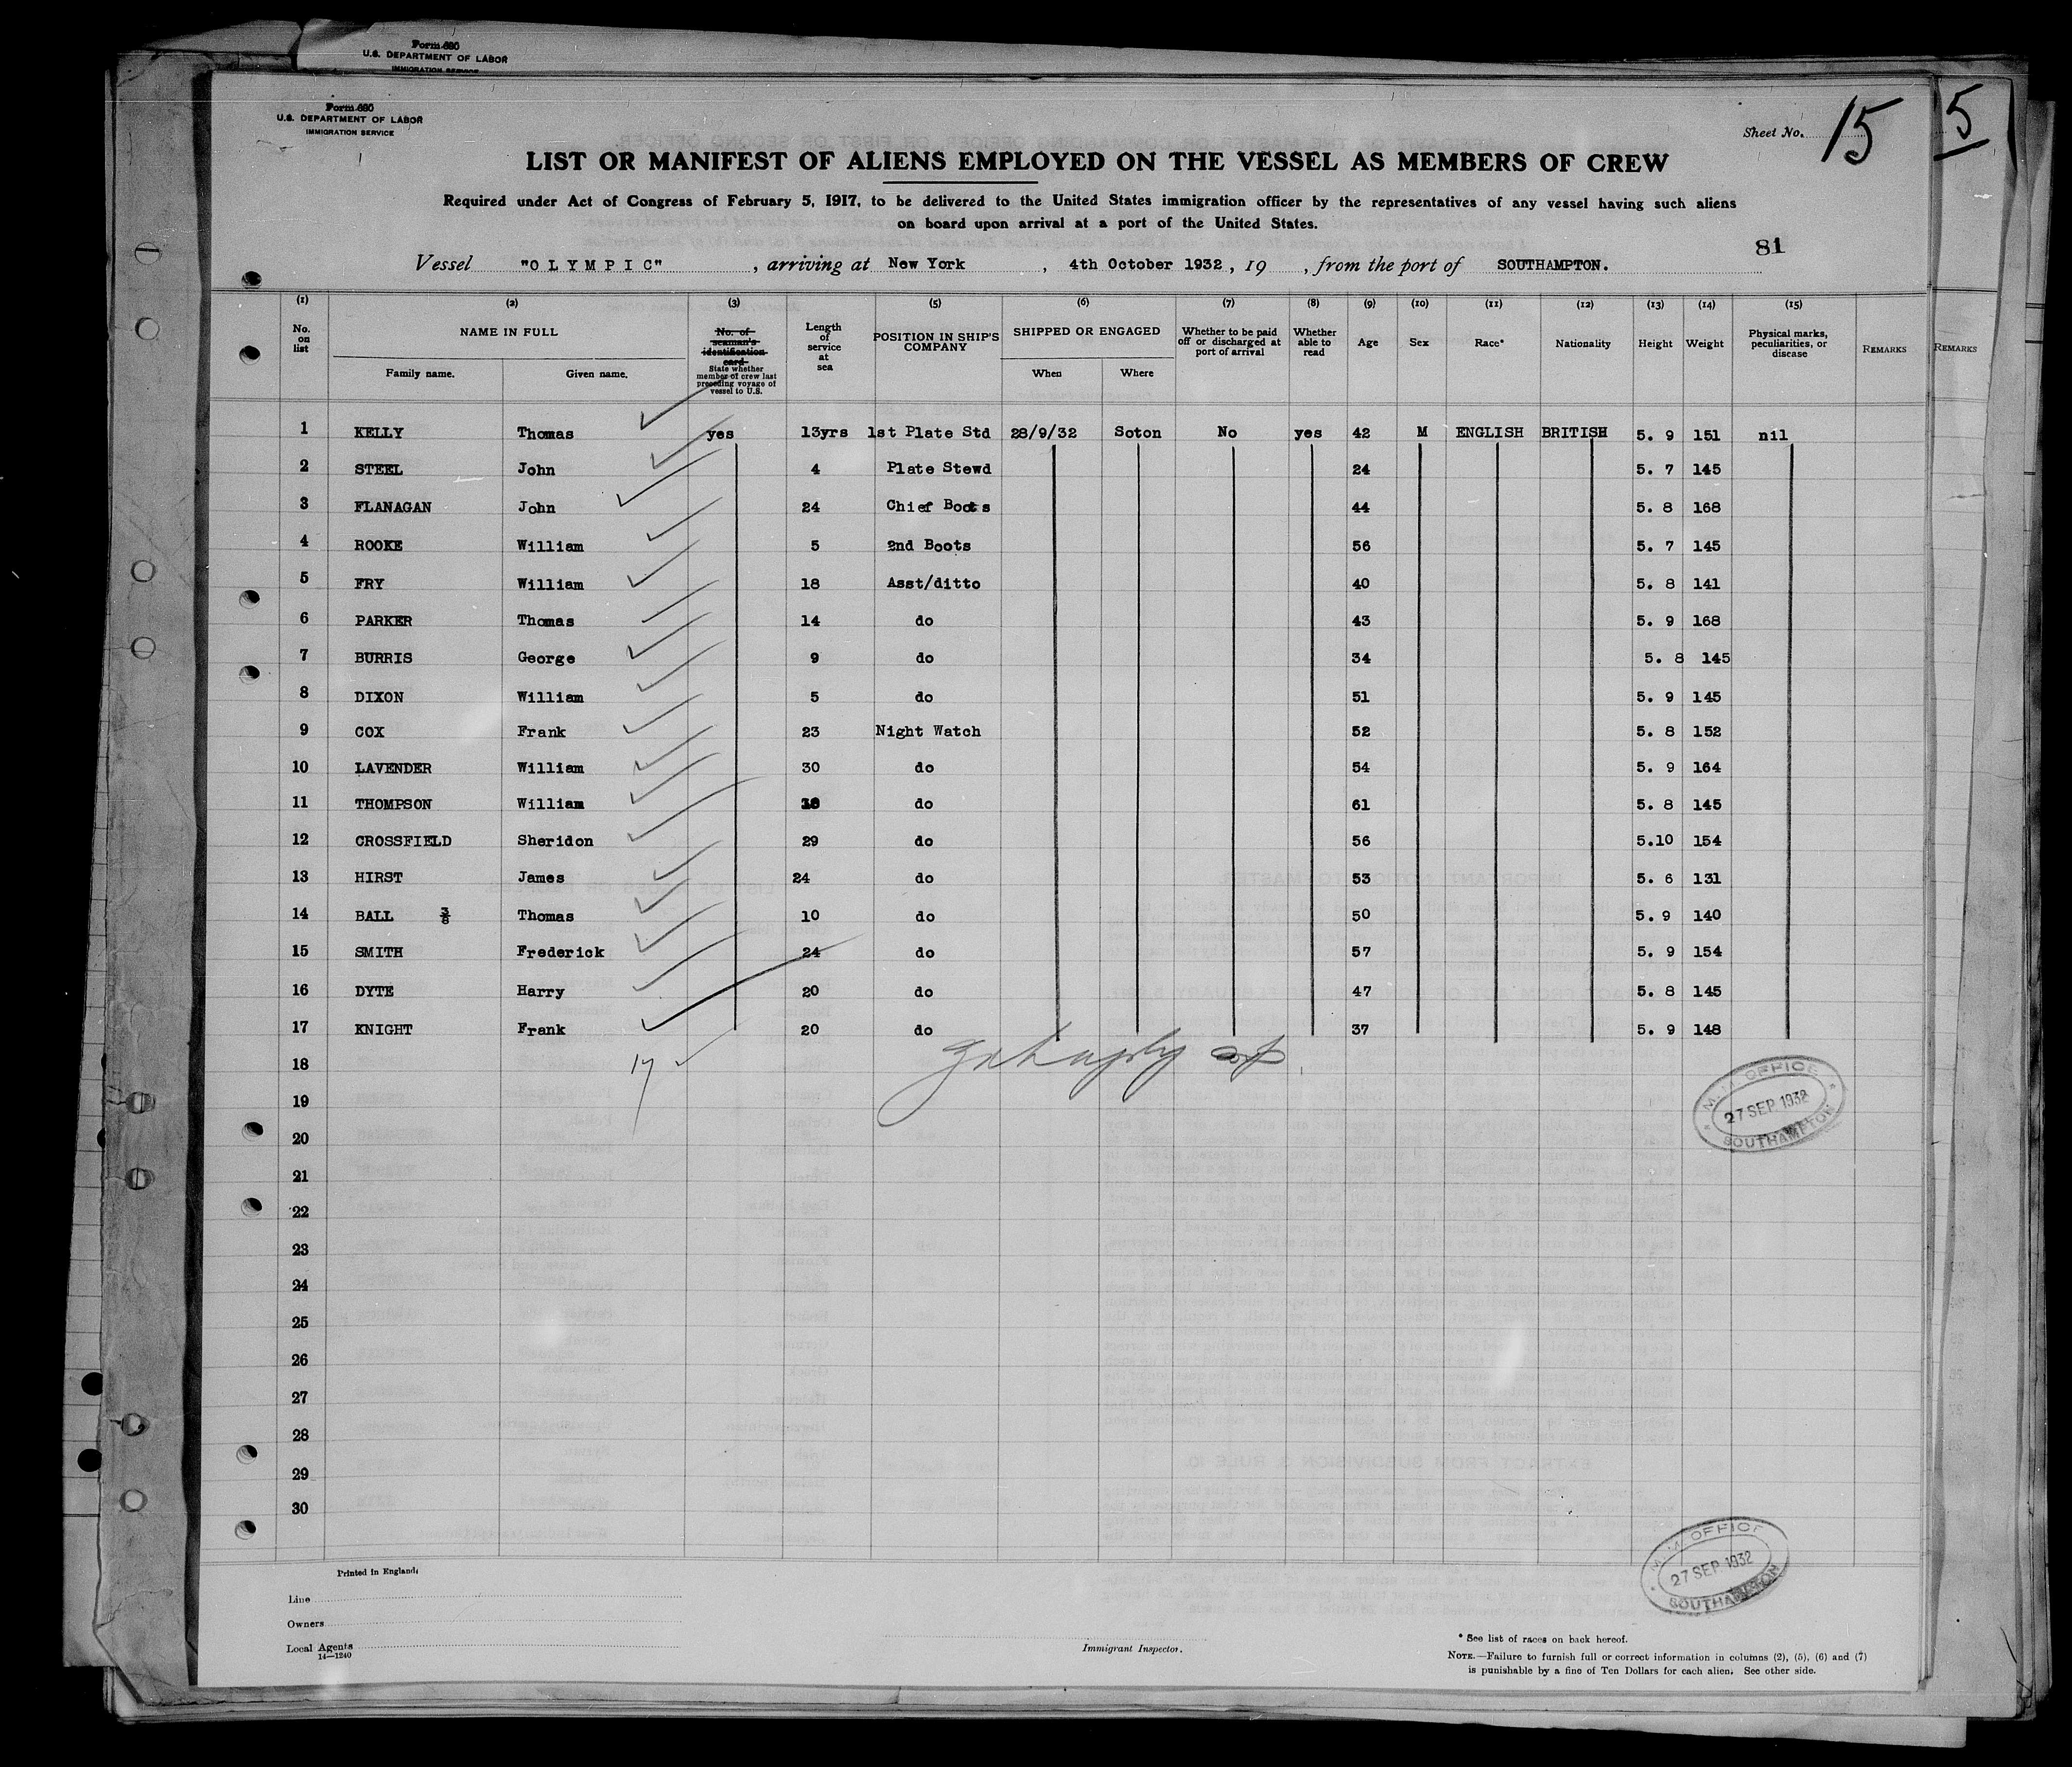 Form 680
U.S. DEPARTMENT OF LABOR
IMMIGRATION SERVICE
Form 680
U.S. DEPARTMENT OF LABOR
IMMIGRATION SERVICE
Sheet No. 15
5
LIST OR MANIFEST OF ALIENS EMPLOYED ON THE VESSEL AS MEMBERS OF CREW
Required under Act of Congress of February 5, 1917, to be delivered to the United States immigration officer by the representatives of any vessel having such aliens
on board upon arrival at a port of the United States.
81
Vessel "OLYMPIC", arriving at New York, 4th October 1932, 19 , from the port of SOUTHAMPTON.
(1) (2) (3) (5) (6) (7) (8) (9) (10) (11) (12) (13) (14) (15)
No. on list
NAME IN FULL
Family name. Given name.
No. of seaman's identification card
State whether member of crew last preceding voyage of vessel to U.S.
Length of service at sea
POSITION IN SHIP'S COMPANY
SHIPPED OR ENGAGED
When Where
Whether to be paid off or discharged at port of arrival
Whether able to read
Age
Sex
Race*
Nationality
Height
Weight
Physical marks, peculiarities, or disease
REMARKS
REMARKS
1 KELLY Thomas yes 13yrs 1st Plate Std 28/9/32 Soton No yes 42 M ENGLISH BRITISH 5. 9 151 nil
2 STEEL John 4 Plate Stewd 24 5. 7 145
3 FLANAGAN John 24 Chief Boots 44 5. 8 168
4 ROOKE William 5 2nd Boots 56 5. 7 145
5 FRY William 18 Asst/ditto 40 5. 8 141
6 PARKER Thomas 14 do 43 5. 9 168
7 BURRIS George 9 do 34 5. 8 145
8 DIXON William 5 do 51 5. 9 145
9 COX Frank 23 Night Watch 52 5. 8 152
10 LAVENDER William 30 do 54 5. 9 164
11 THOMPSON William do 61 5. 8 145
12 CROSSFIELD Sheridon 29 do 56 5.10 154
13 HIRST James 24 do 53 5. 6 131
14 BALL Thomas 10 do 50 5. 9 140
15 SMITH Frederick 24 do 57 5. 9 154
16 DYTE Harry 20 do 47 5. 8 145
17 KNIGHT Frank 20 do 37 5. 9 148
18
17
19
20
21
22
23
24
25
26
27
28
29
30
M.M. OFFICE
27 SEP 1932
SOUTHAMPTON
M.M. OFFICE
27 SEP 1932
SOUTHAMPTON
Printed in England.
Line
Owners
Local Agents
14—1240
Immigrant Inspector.
* See list of races on back hereof.
NOTE.—Failure to furnish full or correct information in columns (2), (5), (6) and (7)
is punishable by a fine of Ten Dollars for each alien. See other side.